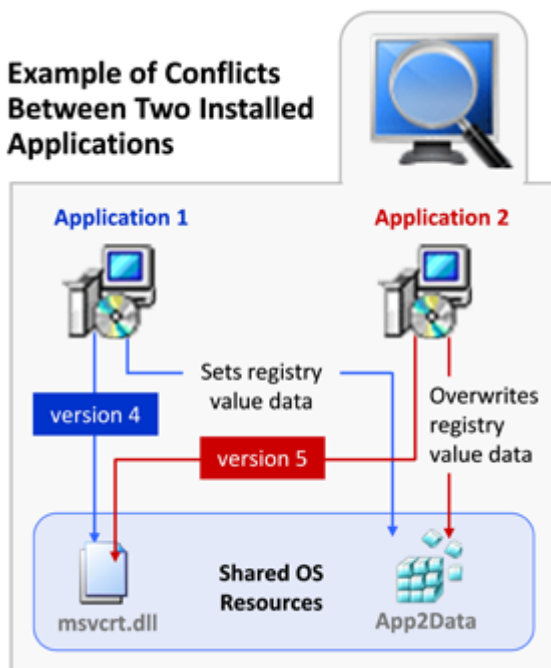 Example of Conflicts
Between Two Installed
Applications
Application 1
Application 2
Sets registry
value data
version 4
Overwrites
registry
value data
version 5
Shared OS
Resources
msvcrt.dll
App2Data